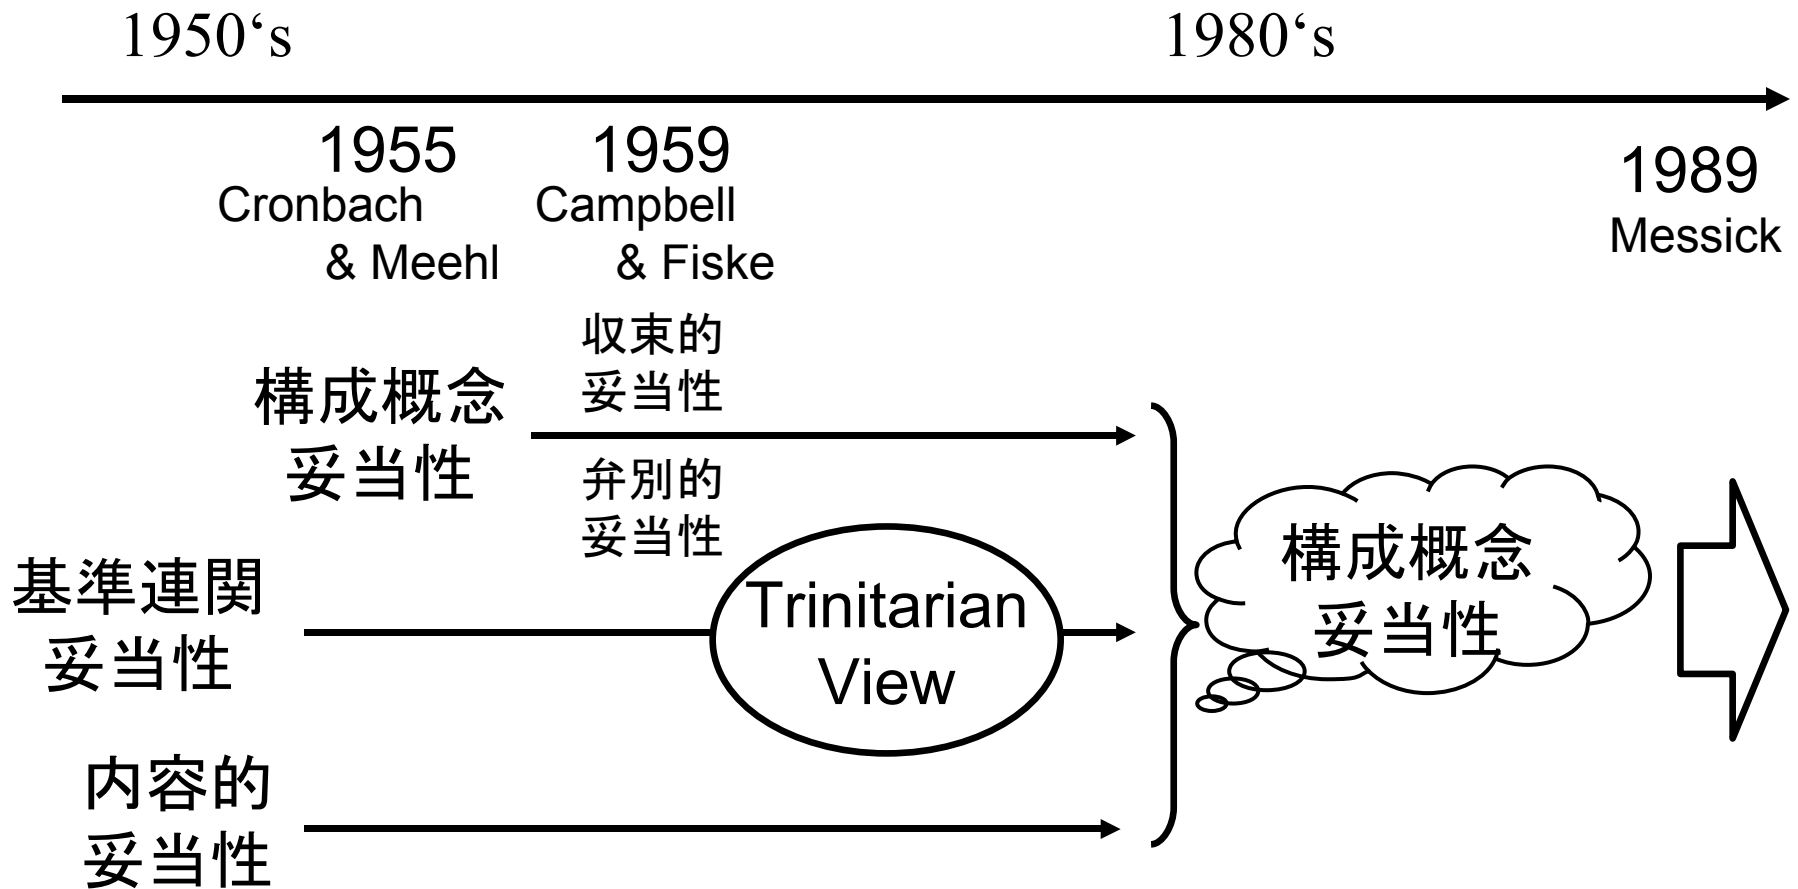 1950‘s
1980‘s
1955
Cronbach
& Meehl
1959
Campbell
& Fiske
1989
Messick
収束的
妥当性
構成概念
妥当性
弁別的
妥当性
基準連関
妥当性
Trinitarian
View
構成概念
妥当性
内容的
妥当性